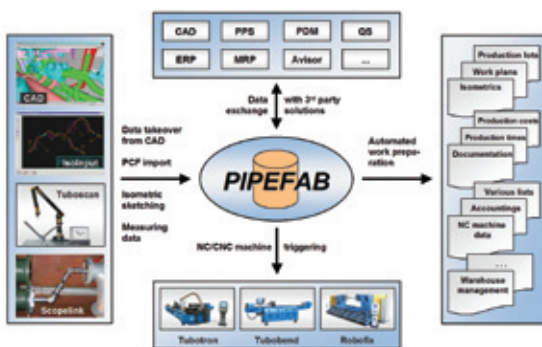 CAD
PPS
PDM
QS
ERP
MRP
Avisor
...
CAD
IsoInput
Tuboscan
Scopelink
Data takeover
from CAD
PCF import
Isometric
sketching
Measuring
data
Data
exchange
with 3rd party
solutions
PIPEFAB
Automated
work prepa-
ration
NC/CNC machine
triggering
Tubotron
Tubobend
Robofix
Production lots
Work plans
Isometrics
Production costs
Production times
Documentation
Various lists
Accountings
NC machine
data
...
Warehouse
management